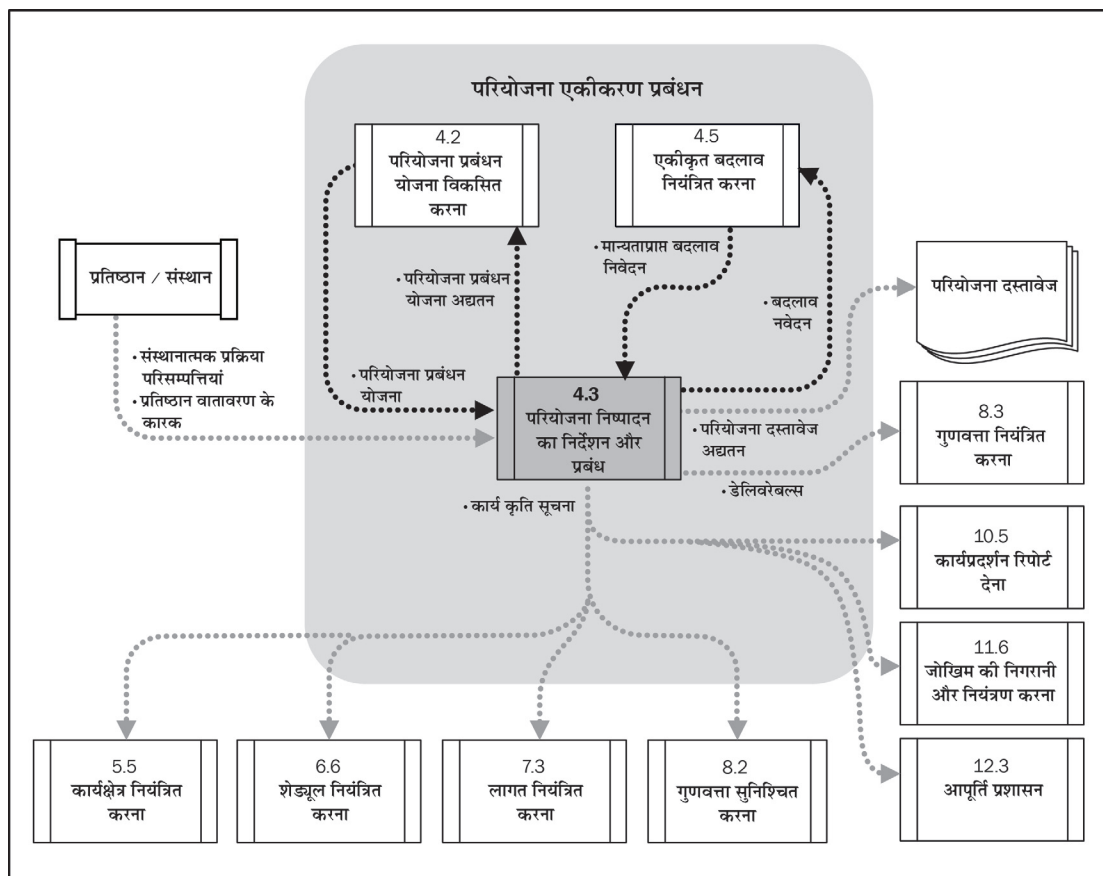 परियोजना एकीकरण प्रबंधन
4.2
परियोजना प्रबंधन
योजना विकसित
करना
4.5
एकीकृत बदलाव
नियंत्रित करना
प्रतिष्ठान / संस्थान
• परियोजना प्रबंधन
योजना अद्यतन
• मान्यताप्राप्त बदलाव
निवेदन
• बदलाव
नवेदन
परियोजना दस्तावेज
• संस्थानात्मक प्रक्रिया
परिसम्पत्तियां
• प्रतिष्ठान वातावरण के
कारक
• परियोजना प्रबंधन
योजना
4.3
परियोजना निष्पादन
का निर्देशन और
प्रबंध
• परियोजना दस्तावेज
अद्यतन
• डेलिवरेबल्स
• कार्य कृति सूचना
8.3
गुणवत्ता नियंत्रित
करना
10.5
कार्यप्रदर्शन रिपोर्ट
देना
11.6
जोखिम की निगरानी
और नियंत्रण करना
12.3
आपूर्ति प्रशासन
5.5
कार्यक्षेत्र नियंत्रित
करना
6.6
शेड्यूल नियंत्रित
करना
7.3
लागत नियंत्रित
करना
8.2
गुणवत्ता सुनिश्चित
करना